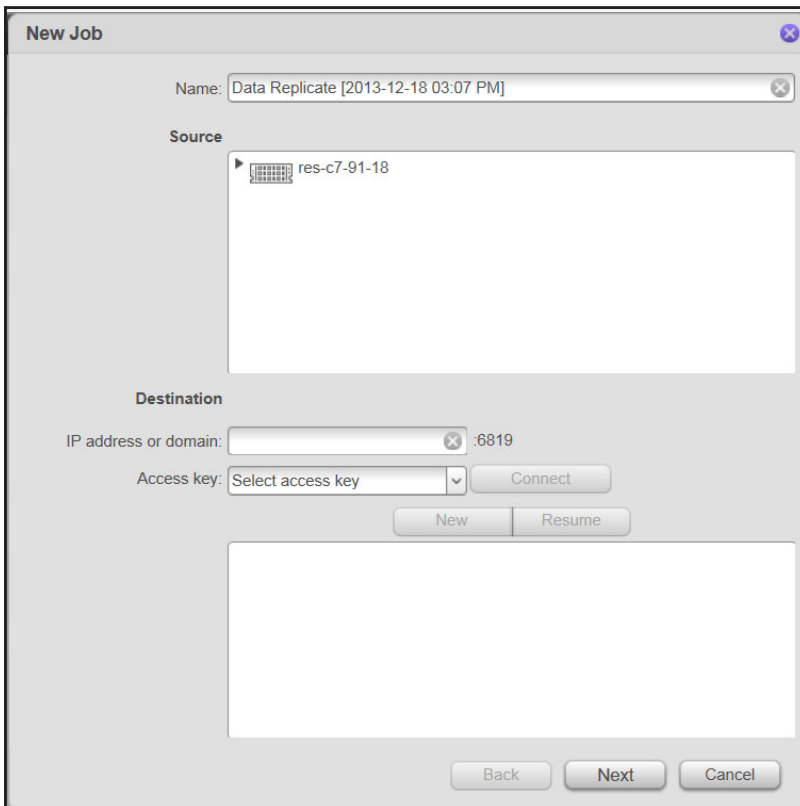 New Job
Name: Data Replicate [2013-12-18 03:07 PM]
Source
res-c7-91-18
Destination
IP address or domain: :6819
Access key: Select access key Connect
New Resume
Back Next Cancel